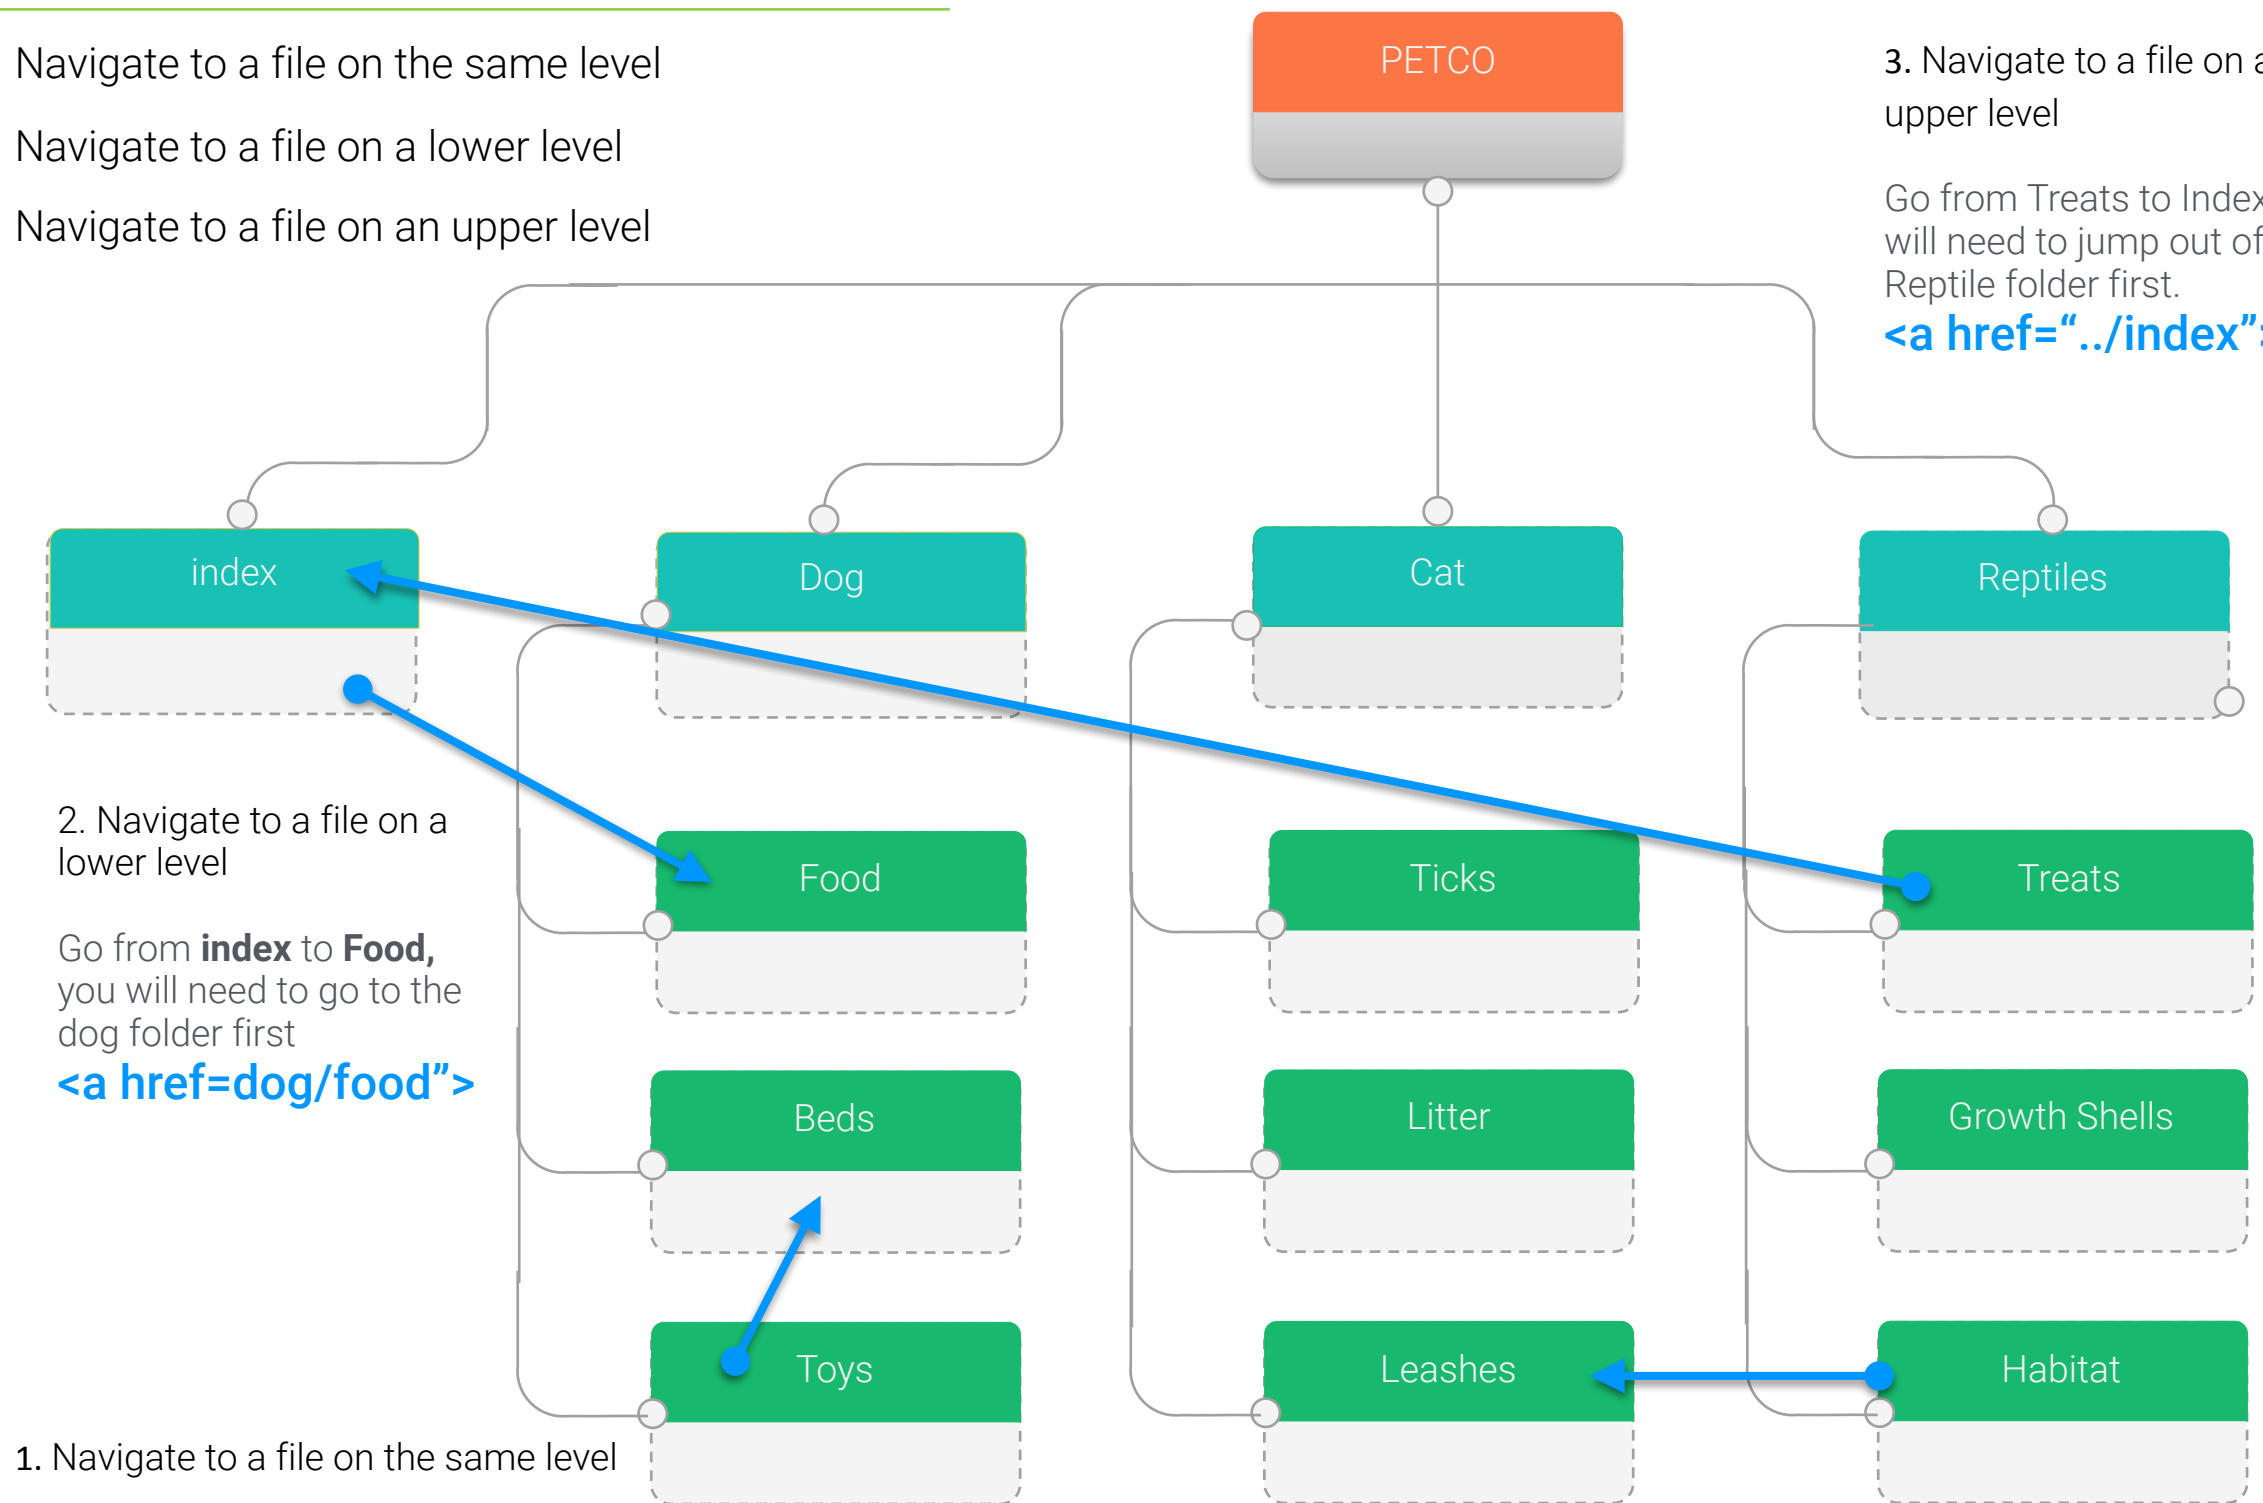 Navigate to a file on the same level
Navigate to a file on a lower level
Navigate to a file on an upper level
PETCO
3. Navigate to a file on a
upper level
Go from Treats to Index
will need to jump out of
Reptile folder first.
<a href=“../index”>
index
Dog
Cat
Reptiles
2. Navigate to a file on a
lower level
Go from index to Food,
you will need to go to the
dog folder first
<a href=dog/food”>
Food
Ticks
Treats
Beds
Litter
Growth Shells
Toys
Leashes
Habitat
1. Navigate to a file on the same level